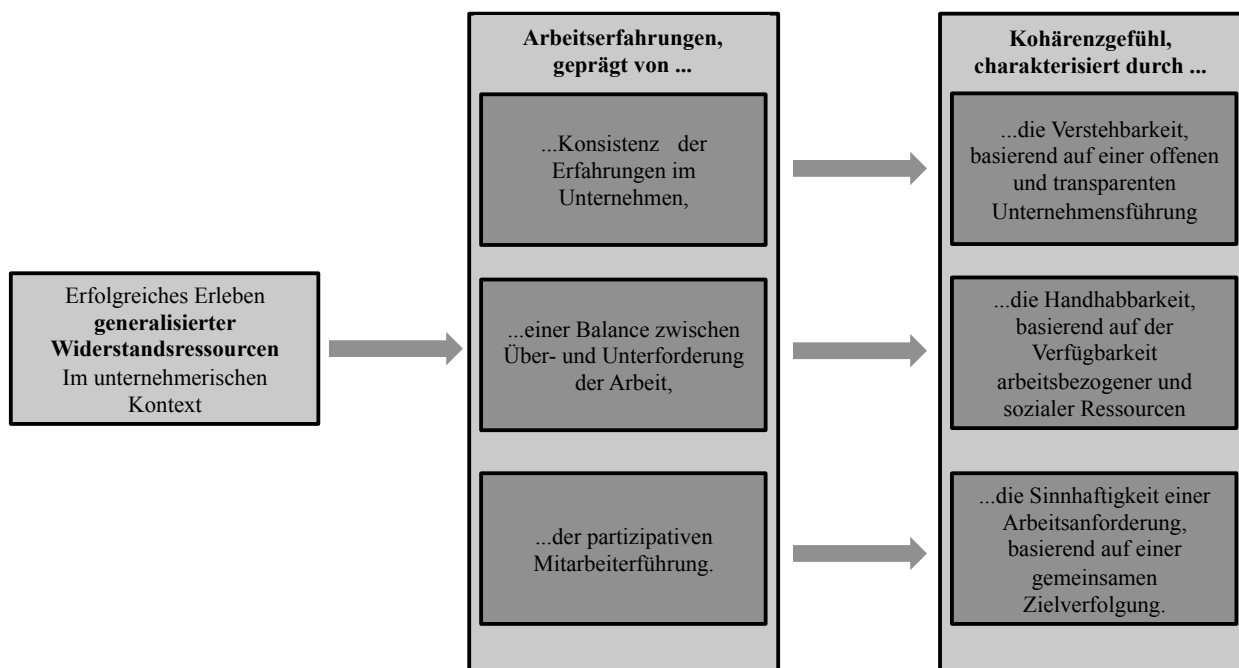 Erfolgreiches Erleben
generalisierter
Widerstandsressourcen
Im unternehmerischen
Kontext
Arbeitserfahrungen,
geprägt von ...
...Konsistenz der
Erfahrungen im
Unternehmen,
...einer Balance zwischen
Über- und Unterforderung
der Arbeit,
...der partizipativen
Mitarbeiterführung.
Kohärenzgefühl,
charakterisiert durch ...
...die Verstehbarkeit,
basierend auf einer offenen
und transparenten
Unternehmensführung
...die Handhabbarkeit,
basierend auf der
Verfügbarkeit
arbeitsbezogener und
sozialer Ressourcen
...die Sinnhaftigkeit einer
Arbeitsanforderung,
basierend auf einer
gemeinsamen
Zielverfolgung.